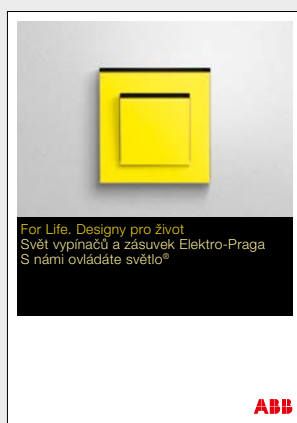 For Life. Designy pro život
Svět vypínačů a zásuvek Elektro-Praga
S námi ovládáte světlo®
ABB